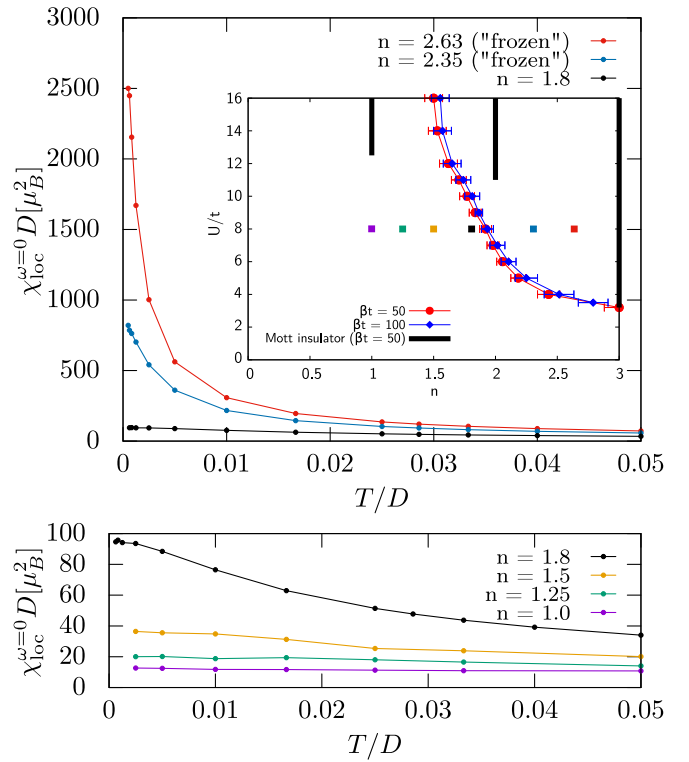 3000
2500
2000
1500
1000
500
0
χ_loc^{ω=0} D[μ_B^2]
n = 2.63 ("frozen")
n = 2.35 ("frozen")
n = 1.8
16
14
12
10
8
6
4
2
0
U/t
βt = 50
βt = 100
Mott insulator (βt = 50)
0 0.5 1 1.5 2 2.5 3
n
0 0.01 0.02 0.03 0.04 0.05
T/D
100
80
60
40
20
0
χ_loc^{ω=0} D[μ_B^2]
n = 1.8
n = 1.5
n = 1.25
n = 1.0
0 0.01 0.02 0.03 0.04 0.05
T/D